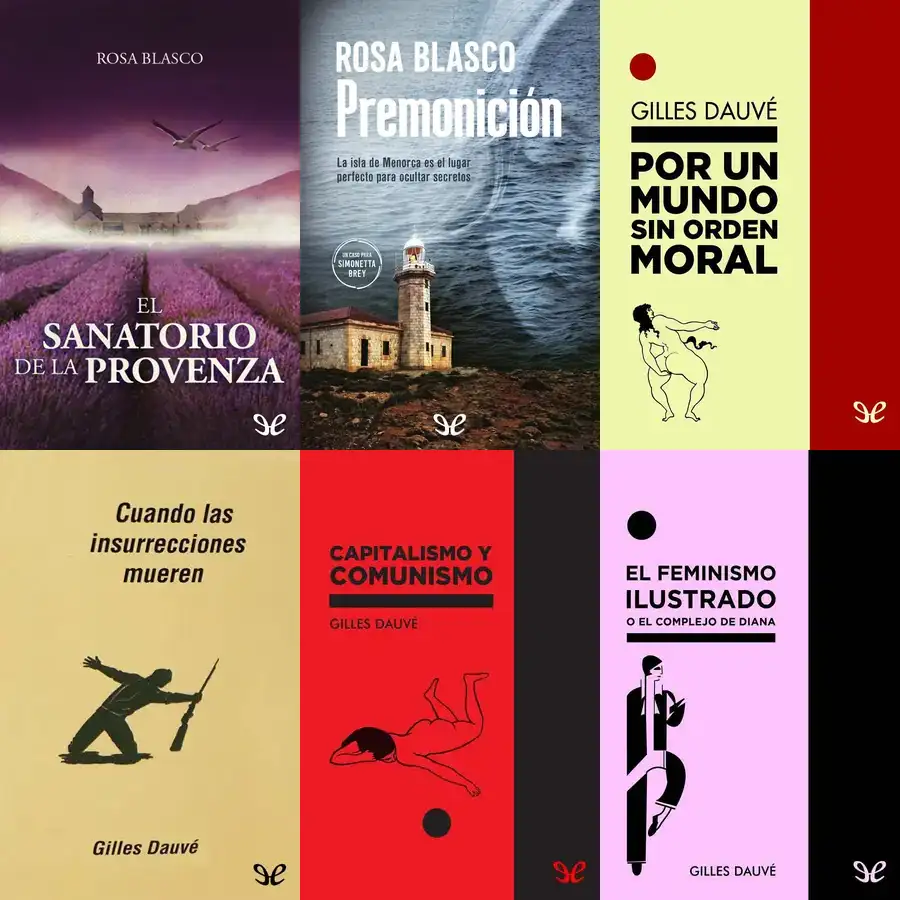 ROSA BLASCO
EL
SANATORIO
DE LA PROVENZA
ROSA BLASCO
Premonición
La isla de Menorca es el lugar
perfecto para ocultar secretos
UN CASO PARA
SIMONETTA
BREY
GILLES DAUVÉ
POR UN
MUNDO
SIN ORDEN
MORAL
Cuando las
insurrecciones
mueren
Gilles Dauvé
CAPITALISMO Y
COMUNISMO
GILLES DAUVÉ
EL FEMINISMO
ILUSTRADO
O EL COMPLEJO DE DIANA
GILLES DAUVÉ